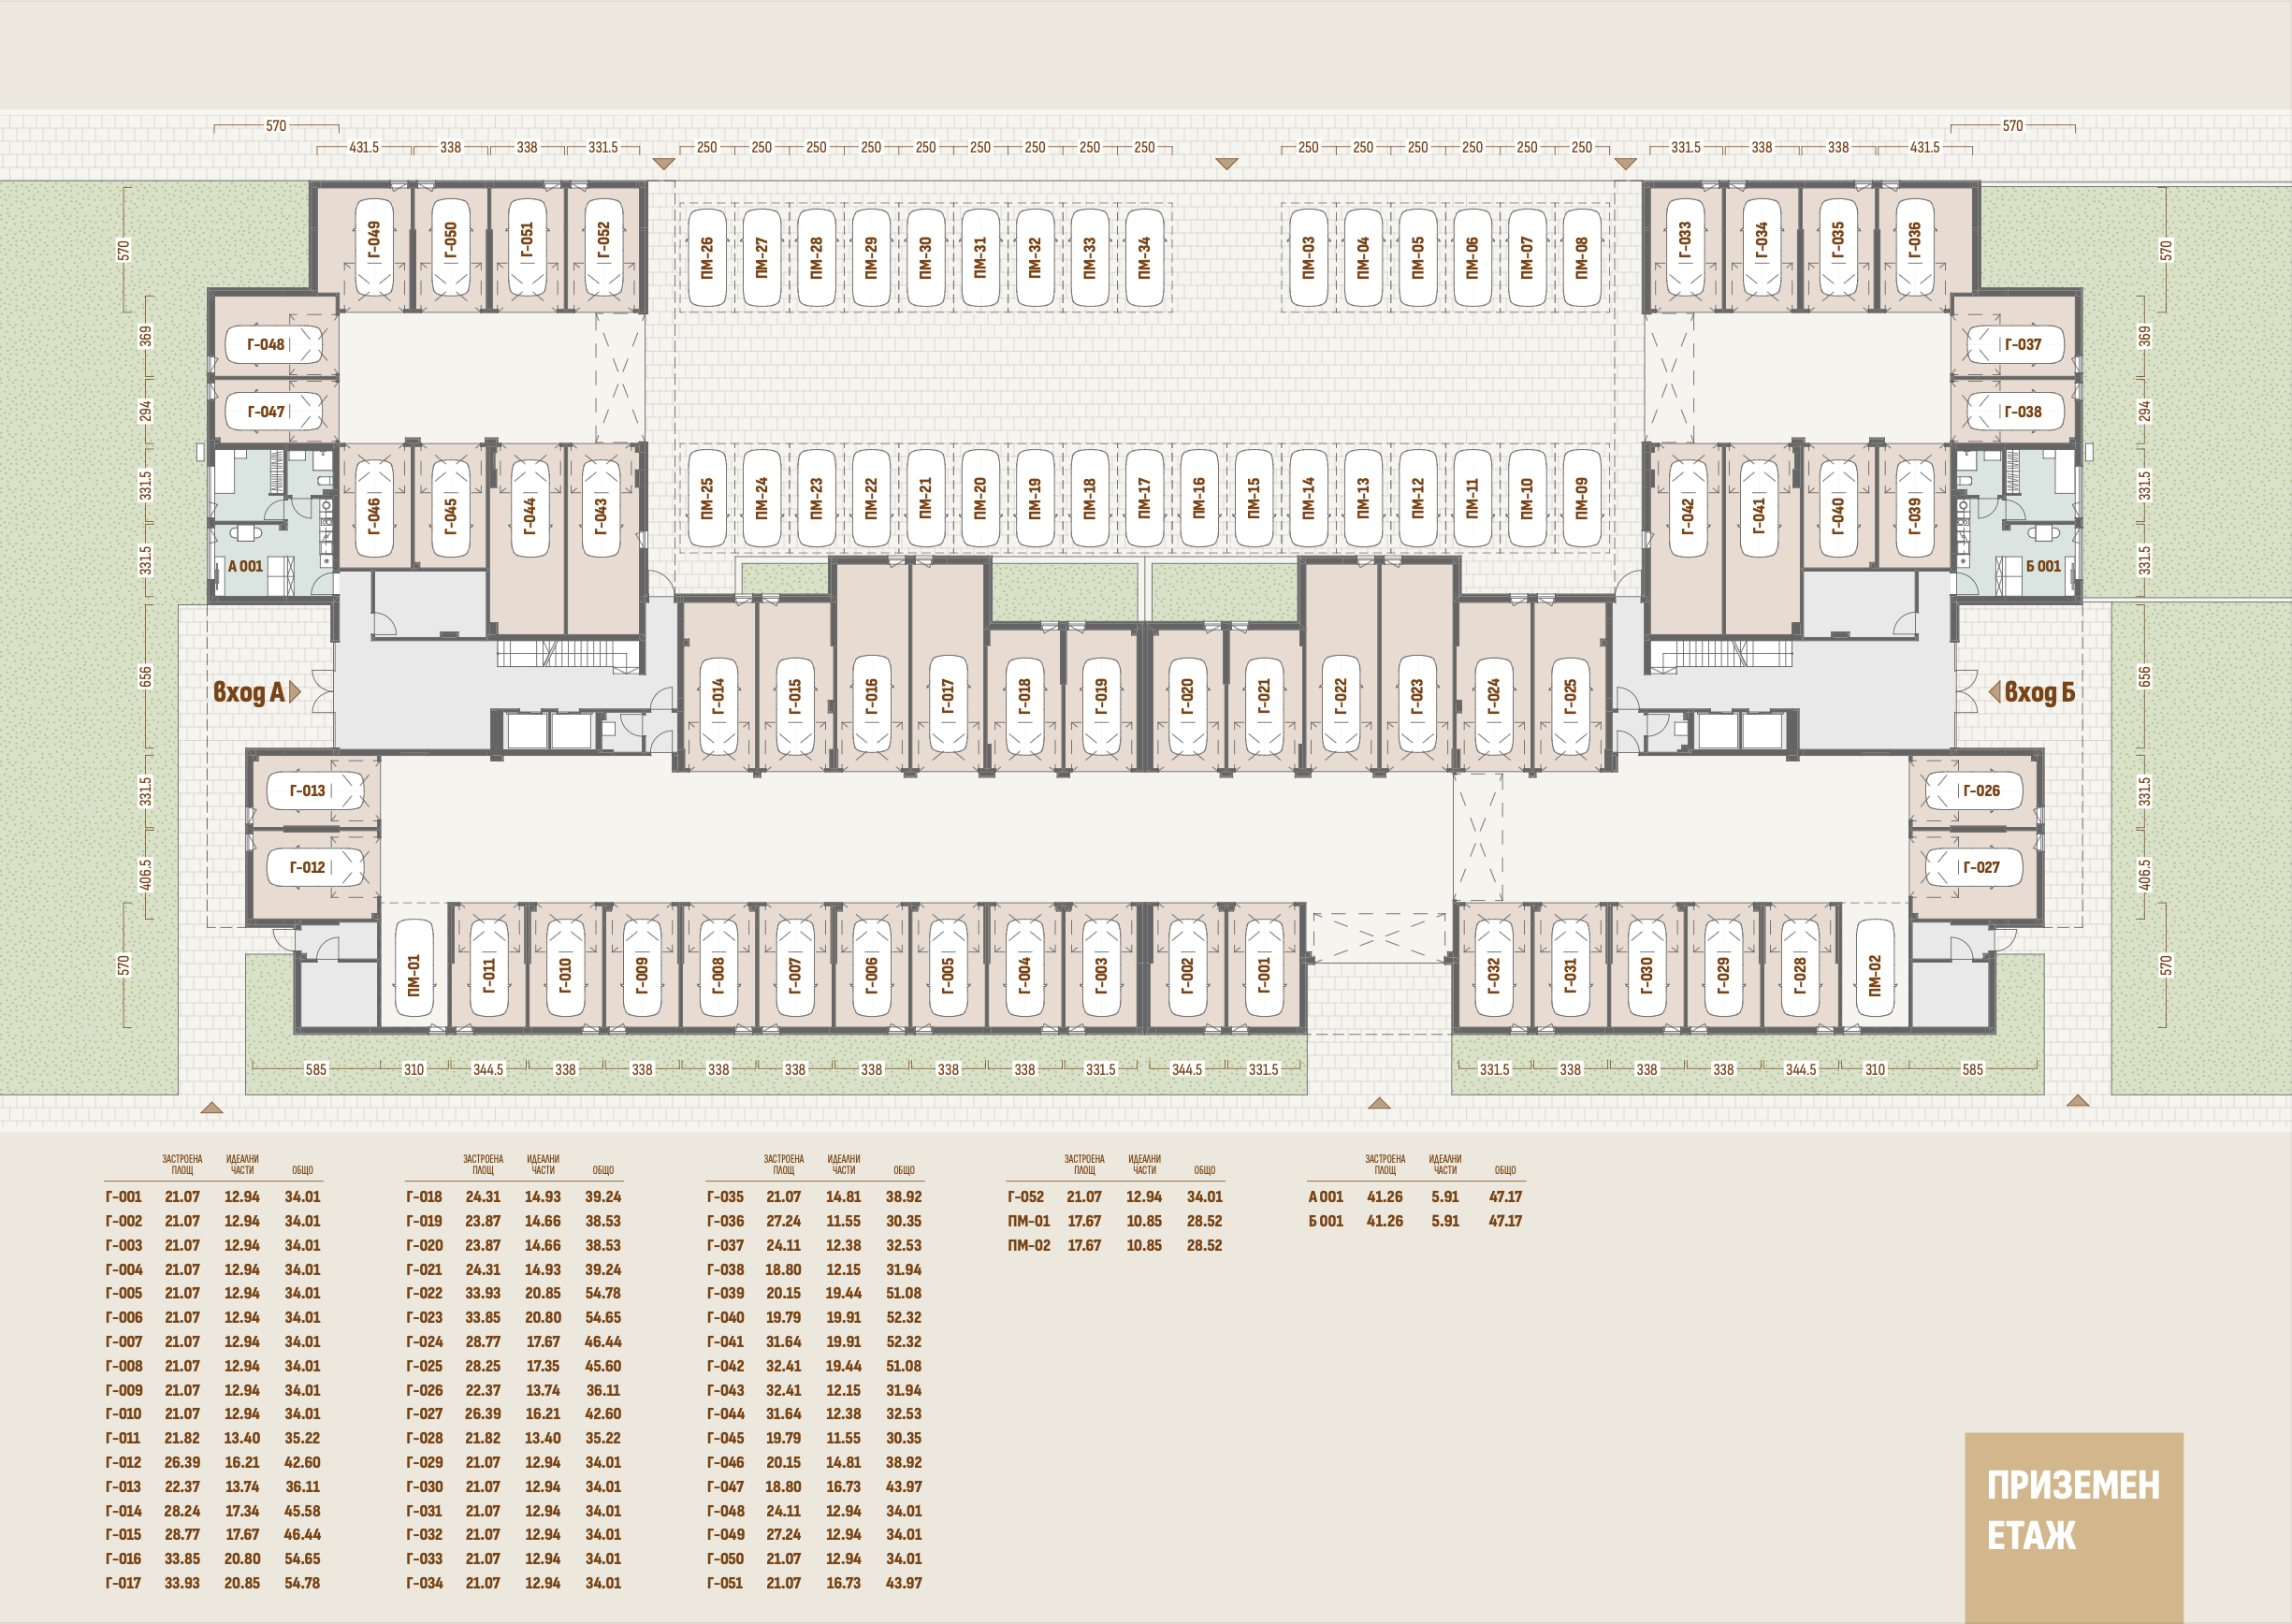 570 570
431.5 338 338 331.5 250 250 250 250 250 250 250 250 250 250 250 250 250 250 250 331.5 338 338 431.5
Г-049 Г-050 Г-051 Г-052 ПМ-26 ПМ-27 ПМ-28 ПМ-29 ПМ-30 ПМ-31 ПМ-32 ПМ-33 ПМ-34 ПМ-03 ПМ-04 ПМ-05 ПМ-06 ПМ-07 ПМ-08 Г-033 Г-034 Г-035 Г-036
570 570
369 Г-048 Г-037 369
294 Г-047 Г-038 294
331.5 Г-046 Г-045 Г-044 Г-043 ПМ-25 ПМ-24 ПМ-23 ПМ-22 ПМ-21 ПМ-20 ПМ-19 ПМ-18 ПМ-17 ПМ-16 ПМ-15 ПМ-14 ПМ-13 ПМ-12 ПМ-11 ПМ-10 ПМ-09 Г-042 Г-041 Г-040 Г-039 331.5
331.5 А 001 Б 001 331.5
656 вход А Г-014 Г-015 Г-016 Г-017 Г-018 Г-019 Г-020 Г-021 Г-022 Г-023 Г-024 Г-025 вход Б 656
331.5 Г-013 Г-026 331.5
406.5 Г-012 Г-027 406.5
570 ПМ-01 Г-011 Г-010 Г-009 Г-008 Г-007 Г-006 Г-005 Г-004 Г-003 Г-002 Г-001 Г-032 Г-031 Г-030 Г-029 Г-028 ПМ-02 570
585 310 344.5 338 338 338 338 338 338 338 331.5 344.5 331.5 331.5 338 338 338 344.5 310 585
ЗАСТРОЕНА ПЛОЩ ИДЕАЛНИ ЧАСТИ ОБЩО
Г-001 21.07 12.94 34.01
Г-002 21.07 12.94 34.01
Г-003 21.07 12.94 34.01
Г-004 21.07 12.94 34.01
Г-005 21.07 12.94 34.01
Г-006 21.07 12.94 34.01
Г-007 21.07 12.94 34.01
Г-008 21.07 12.94 34.01
Г-009 21.07 12.94 34.01
Г-010 21.07 12.94 34.01
Г-011 21.82 13.40 35.22
Г-012 26.39 16.21 42.60
Г-013 22.37 13.74 36.11
Г-014 28.24 17.34 45.58
Г-015 28.77 17.67 46.44
Г-016 33.85 20.80 54.65
Г-017 33.93 20.85 54.78
ЗАСТРОЕНА ПЛОЩ ИДЕАЛНИ ЧАСТИ ОБЩО
Г-018 24.31 14.93 39.24
Г-019 23.87 14.66 38.53
Г-020 23.87 14.66 38.53
Г-021 24.31 14.93 39.24
Г-022 33.93 20.85 54.78
Г-023 33.85 20.80 54.65
Г-024 28.77 17.67 46.44
Г-025 28.25 17.35 45.60
Г-026 22.37 13.74 36.11
Г-027 26.39 16.21 42.60
Г-028 21.82 13.40 35.22
Г-029 21.07 12.94 34.01
Г-030 21.07 12.94 34.01
Г-031 21.07 12.94 34.01
Г-032 21.07 12.94 34.01
Г-033 21.07 12.94 34.01
Г-034 21.07 12.94 34.01
ЗАСТРОЕНА ПЛОЩ ИДЕАЛНИ ЧАСТИ ОБЩО
Г-035 21.07 14.81 38.92
Г-036 27.24 11.55 30.35
Г-037 24.11 12.38 32.53
Г-038 18.80 12.15 31.94
Г-039 20.15 19.44 51.08
Г-040 19.79 19.91 52.32
Г-041 31.64 19.91 52.32
Г-042 32.41 19.44 51.08
Г-043 32.41 12.15 31.94
Г-044 31.64 12.38 32.53
Г-045 19.79 11.55 30.35
Г-046 20.15 14.81 38.92
Г-047 18.80 16.73 43.97
Г-048 24.11 12.94 34.01
Г-049 27.24 12.94 34.01
Г-050 21.07 12.94 34.01
Г-051 21.07 16.73 43.97
ЗАСТРОЕНА ПЛОЩ ИДЕАЛНИ ЧАСТИ ОБЩО
Г-052 21.07 12.94 34.01
ПМ-01 17.67 10.85 28.52
ПМ-02 17.67 10.85 28.52
ЗАСТРОЕНА ПЛОЩ ИДЕАЛНИ ЧАСТИ ОБЩО
А 001 41.26 5.91 47.17
Б 001 41.26 5.91 47.17
ПРИЗЕМЕН
ЕТАЖ